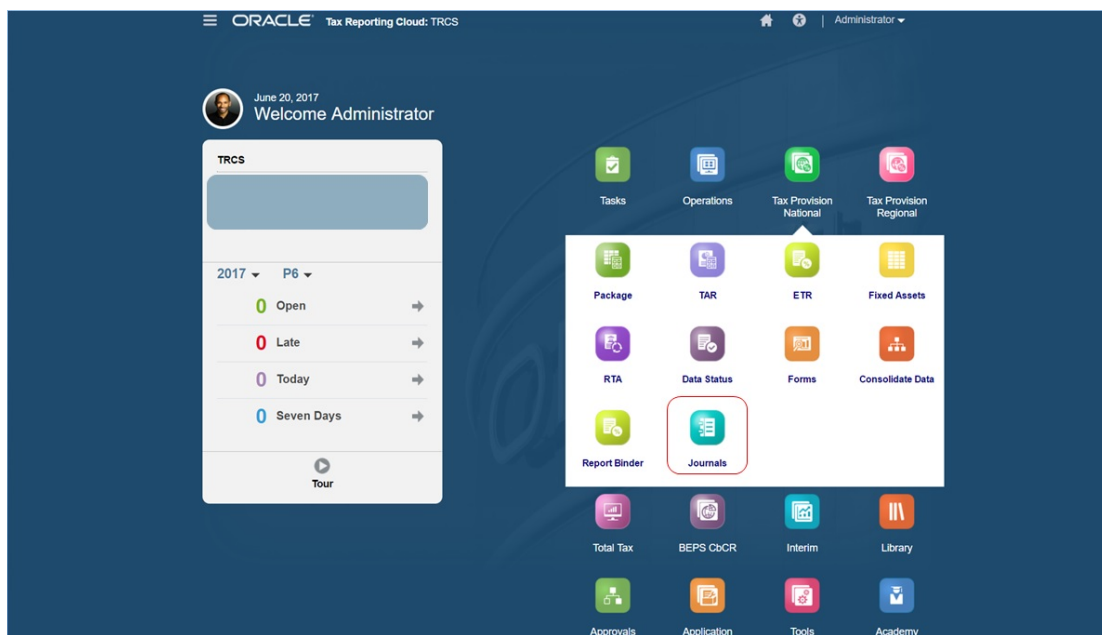 ORACLE® Tax Reporting Cloud: TRCS
Administrator
June 20, 2017
Welcome Administrator
TRCS
2017 P6
0 Open
0 Late
0 Today
0 Seven Days
Tour
Tasks
Operations
Tax Provision
National
Tax Provision
Regional
Package
TAR
ETR
Fixed Assets
RTA
Data Status
Forms
Consolidate Data
Report Binder
Journals
Total Tax
BEPS CbCR
Interim
Library
Approvals
Application
Tools
Academy